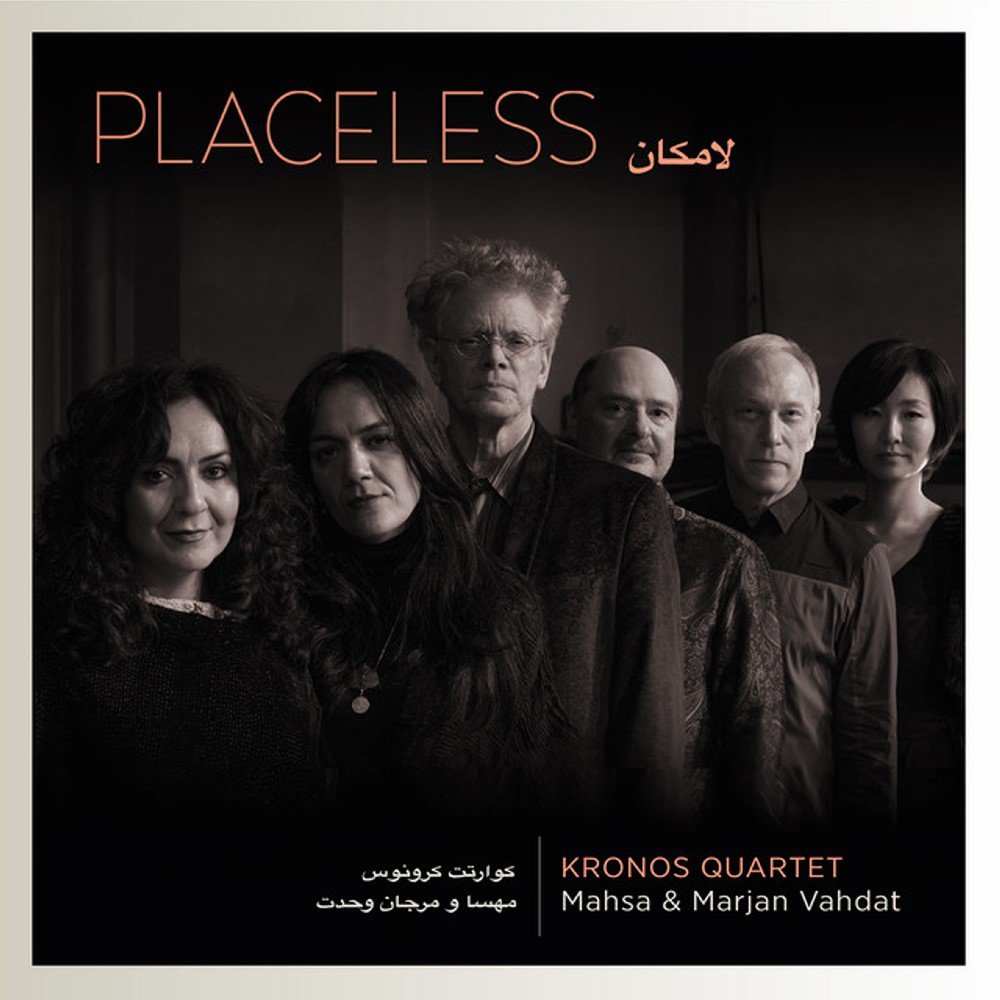 PLACELESS لامکان
کوارتت کرونوس
مهسا و مرجان وحدت
KRONOS QUARTET
Mahsa & Marjan Vahdat